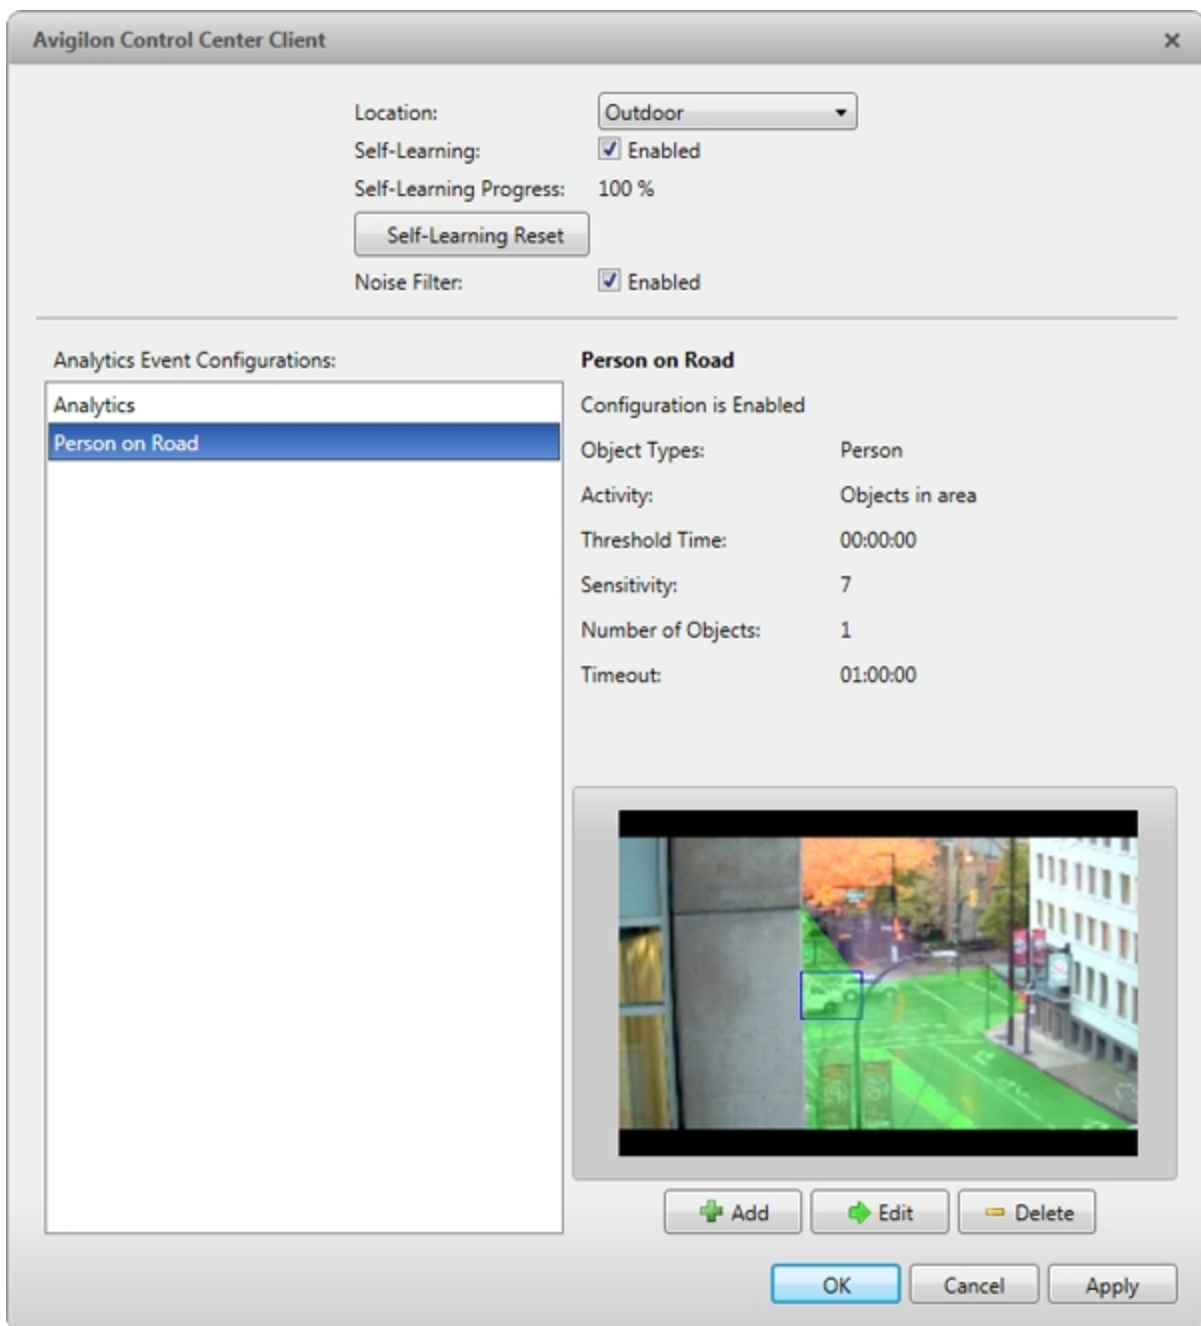 Avigilon Control Center Client
Location: Outdoor
Self-Learning: Enabled
Self-Learning Progress: 100 %
Self-Learning Reset
Noise Filter: Enabled
Analytics Event Configurations:
Analytics
Person on Road
Person on Road
Configuration is Enabled
Object Types: Person
Activity: Objects in area
Threshold Time: 00:00:00
Sensitivity: 7
Number of Objects: 1
Timeout: 01:00:00
Add Edit Delete
OK Cancel Apply